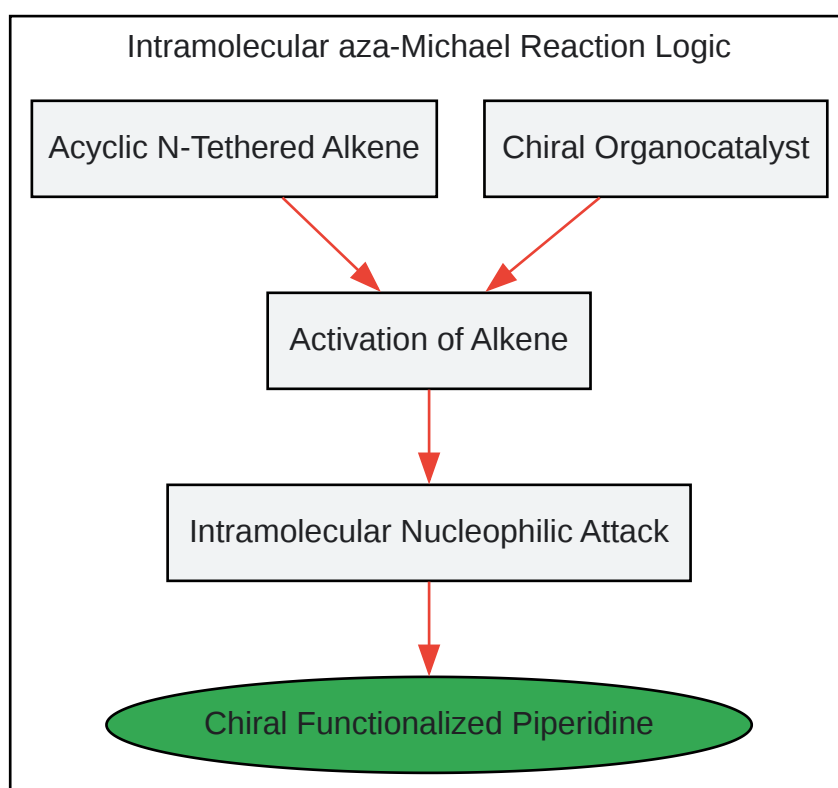 Intramolecular aza-Michael Reaction Logic
Acyclic N-Tethered Alkene
Chiral Organocatalyst
Activation of Alkene
Intramolecular Nucleophilic Attack
Chiral Functionalized Piperidine